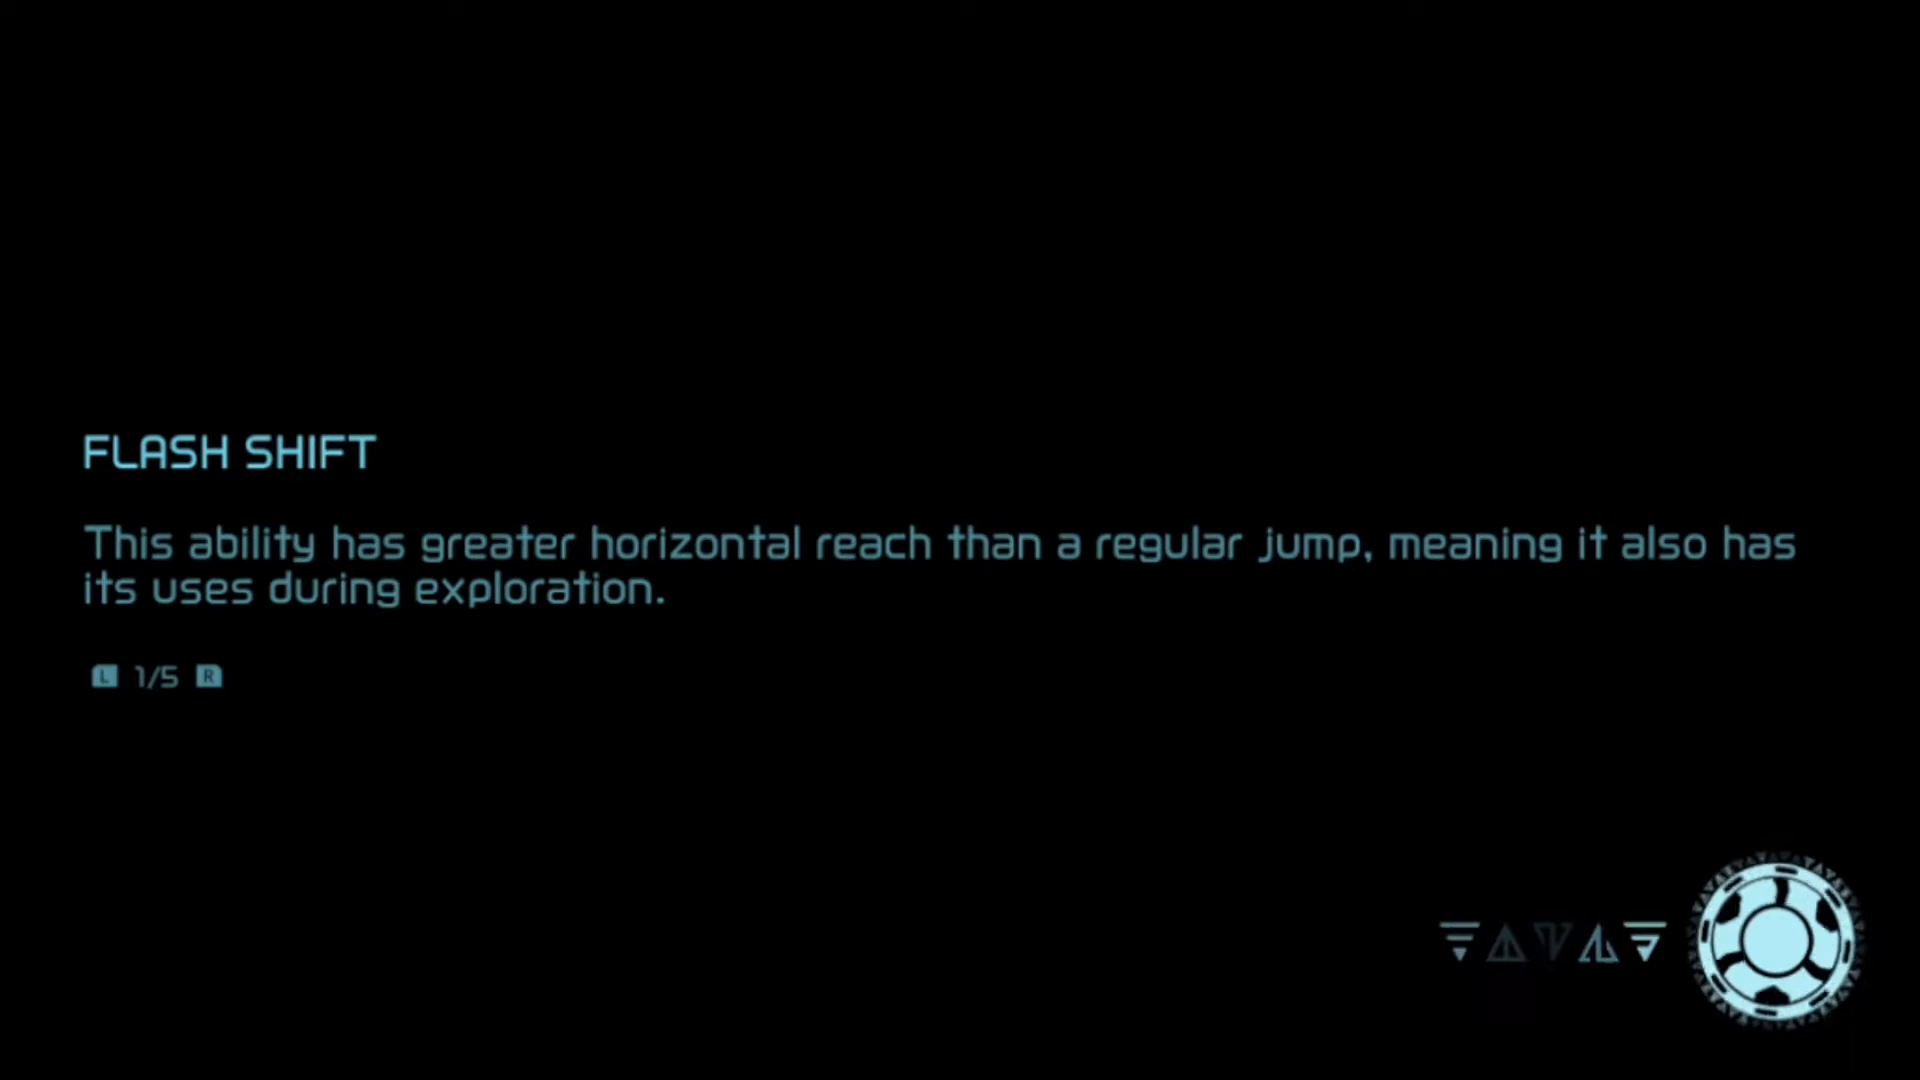 FLASH SHIFT
This ability has greater horizontal reach than a regular jump, meaning it also has
its uses during exploration.
L 1/5 R